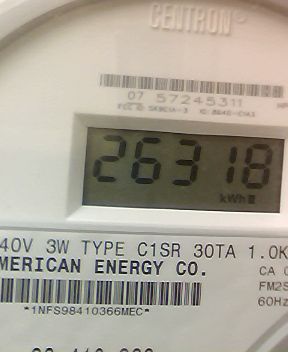 CENTRON®
07 57245311
26318
kWh
40V 3W TYPE C1SR 30TA 1.0K
MERICAN ENERGY CO.
CA 0
FM2S
60Hz
*1NFS98410366MEC*